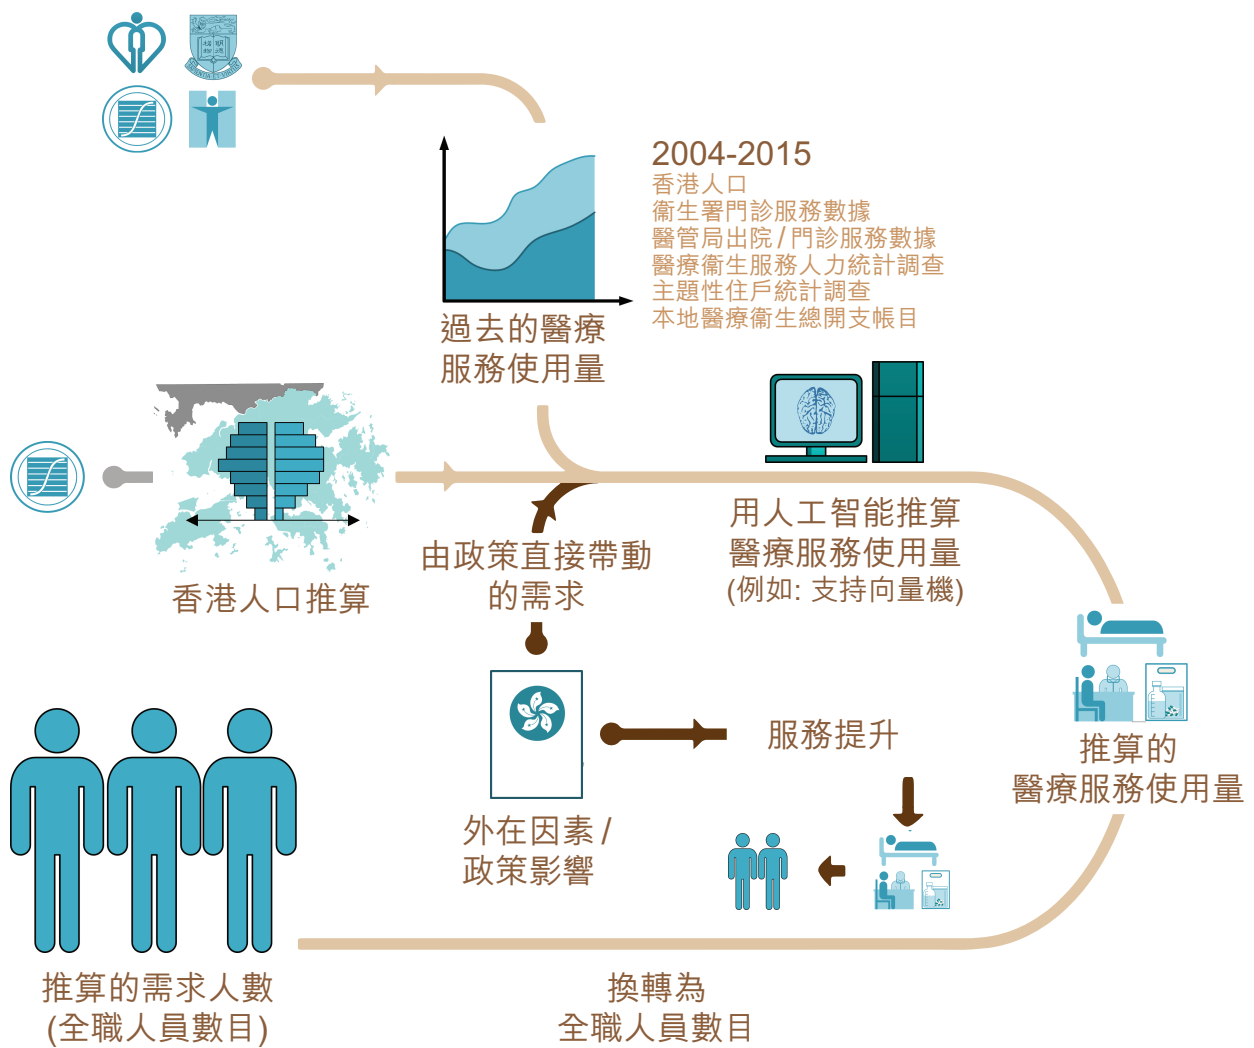 2004-2015
香港人口
衞生署門診服務數據
醫管局出院/門診服務數據
醫療衞生服務人力統計調查
主題性住戶統計調查
本地醫療衞生總開支帳目
過去的醫療
服務使用量
香港人口推算
由政策直接帶動
的需求
用人工智能推算
醫療服務使用量
(例如: 支持向量機)
推算的
醫療服務使用量
服務提升
外在因素/
政策影響
推算的需求人數
(全職人員數目)
換轉為
全職人員數目